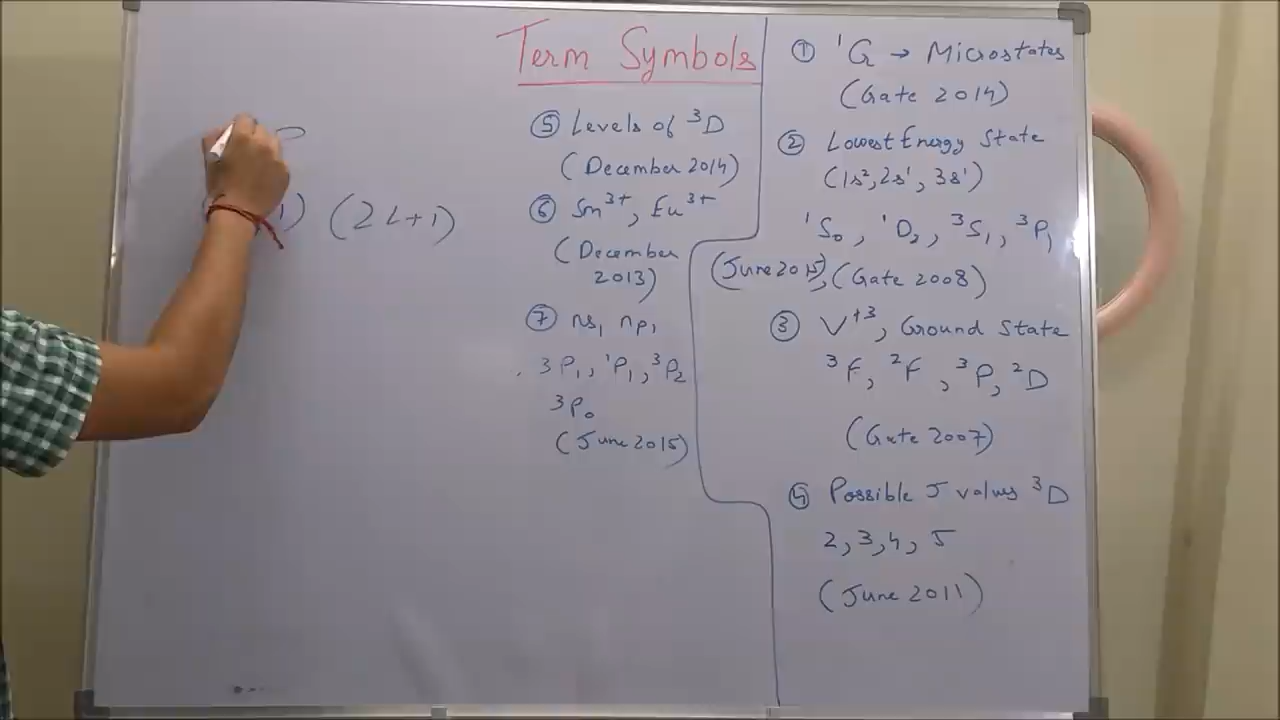 Term Symbols
1) (2L+1)
⑤ Levels of ³D
(December 2014)
⑥ Sm³⁺, Eu³⁺
(December
2013)
⑦ ns₁ np₁
³P₁, ¹P₁, ³P₂
³P₀
(June 2015)
① ¹G → Microstates
(Gate 2014)
② Lowest Energy State
(1s², 2s¹, 3s¹)
¹S₀, ¹D₂, ³S₁, ³P₁
(June 2015), (Gate 2008)
③ V⁺³, Ground State
³F, ²F, ³P, ²D
(Gate 2007)
④ Possible J values ³D
2, 3, 4, 5
(June 2011)